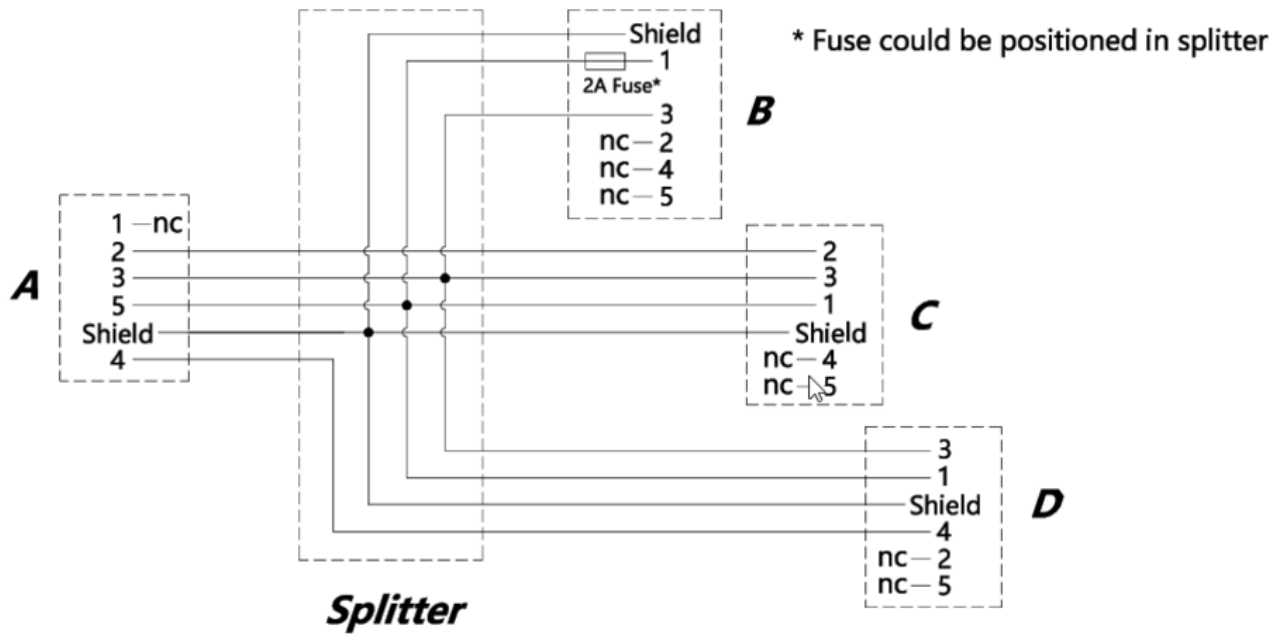 Shield
* Fuse could be positioned in splitter
1
2A Fuse*
B
3
nc 2
nc 4
nc 5
A
1 nc
2
3
5
Shield
4
C
2
3
1
Shield
nc 4
nc 5
D
3
1
Shield
4
nc 2
nc 5
Splitter